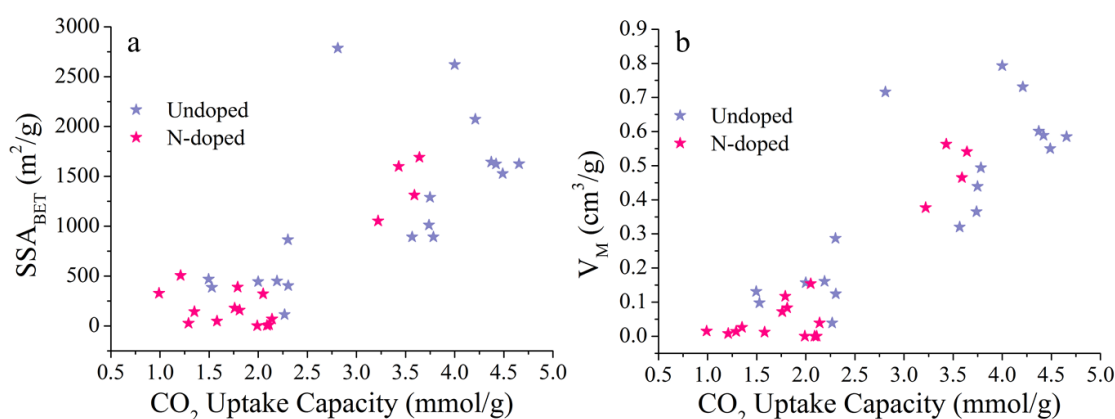 a
SSA_BET (m²/g)
3000
2500
2000
1500
1000
500
0
Undoped
N-doped
0.5 1.0 1.5 2.0 2.5 3.0 3.5 4.0 4.5 5.0
CO₂ Uptake Capacity (mmol/g)
b
V_M (cm³/g)
0.9
0.8
0.7
0.6
0.5
0.4
0.3
0.2
0.1
0.0
Undoped
N-doped
0.5 1.0 1.5 2.0 2.5 3.0 3.5 4.0 4.5 5.0
CO₂ Uptake Capacity (mmol/g)